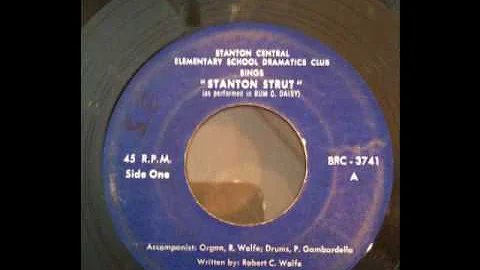 STANTON CENTRAL
ELEMENTARY SCHOOL DRAMATICS CLUB
SINGS
"STANTON STRUT"
(as performed in RUM O. DAISY)
45 R.P.M.
Side One
BRC - 3741
A
Accompanist: Organ, R. Wolfe; Drums, P. Gambardella
Written by: Robert C. Wolfe